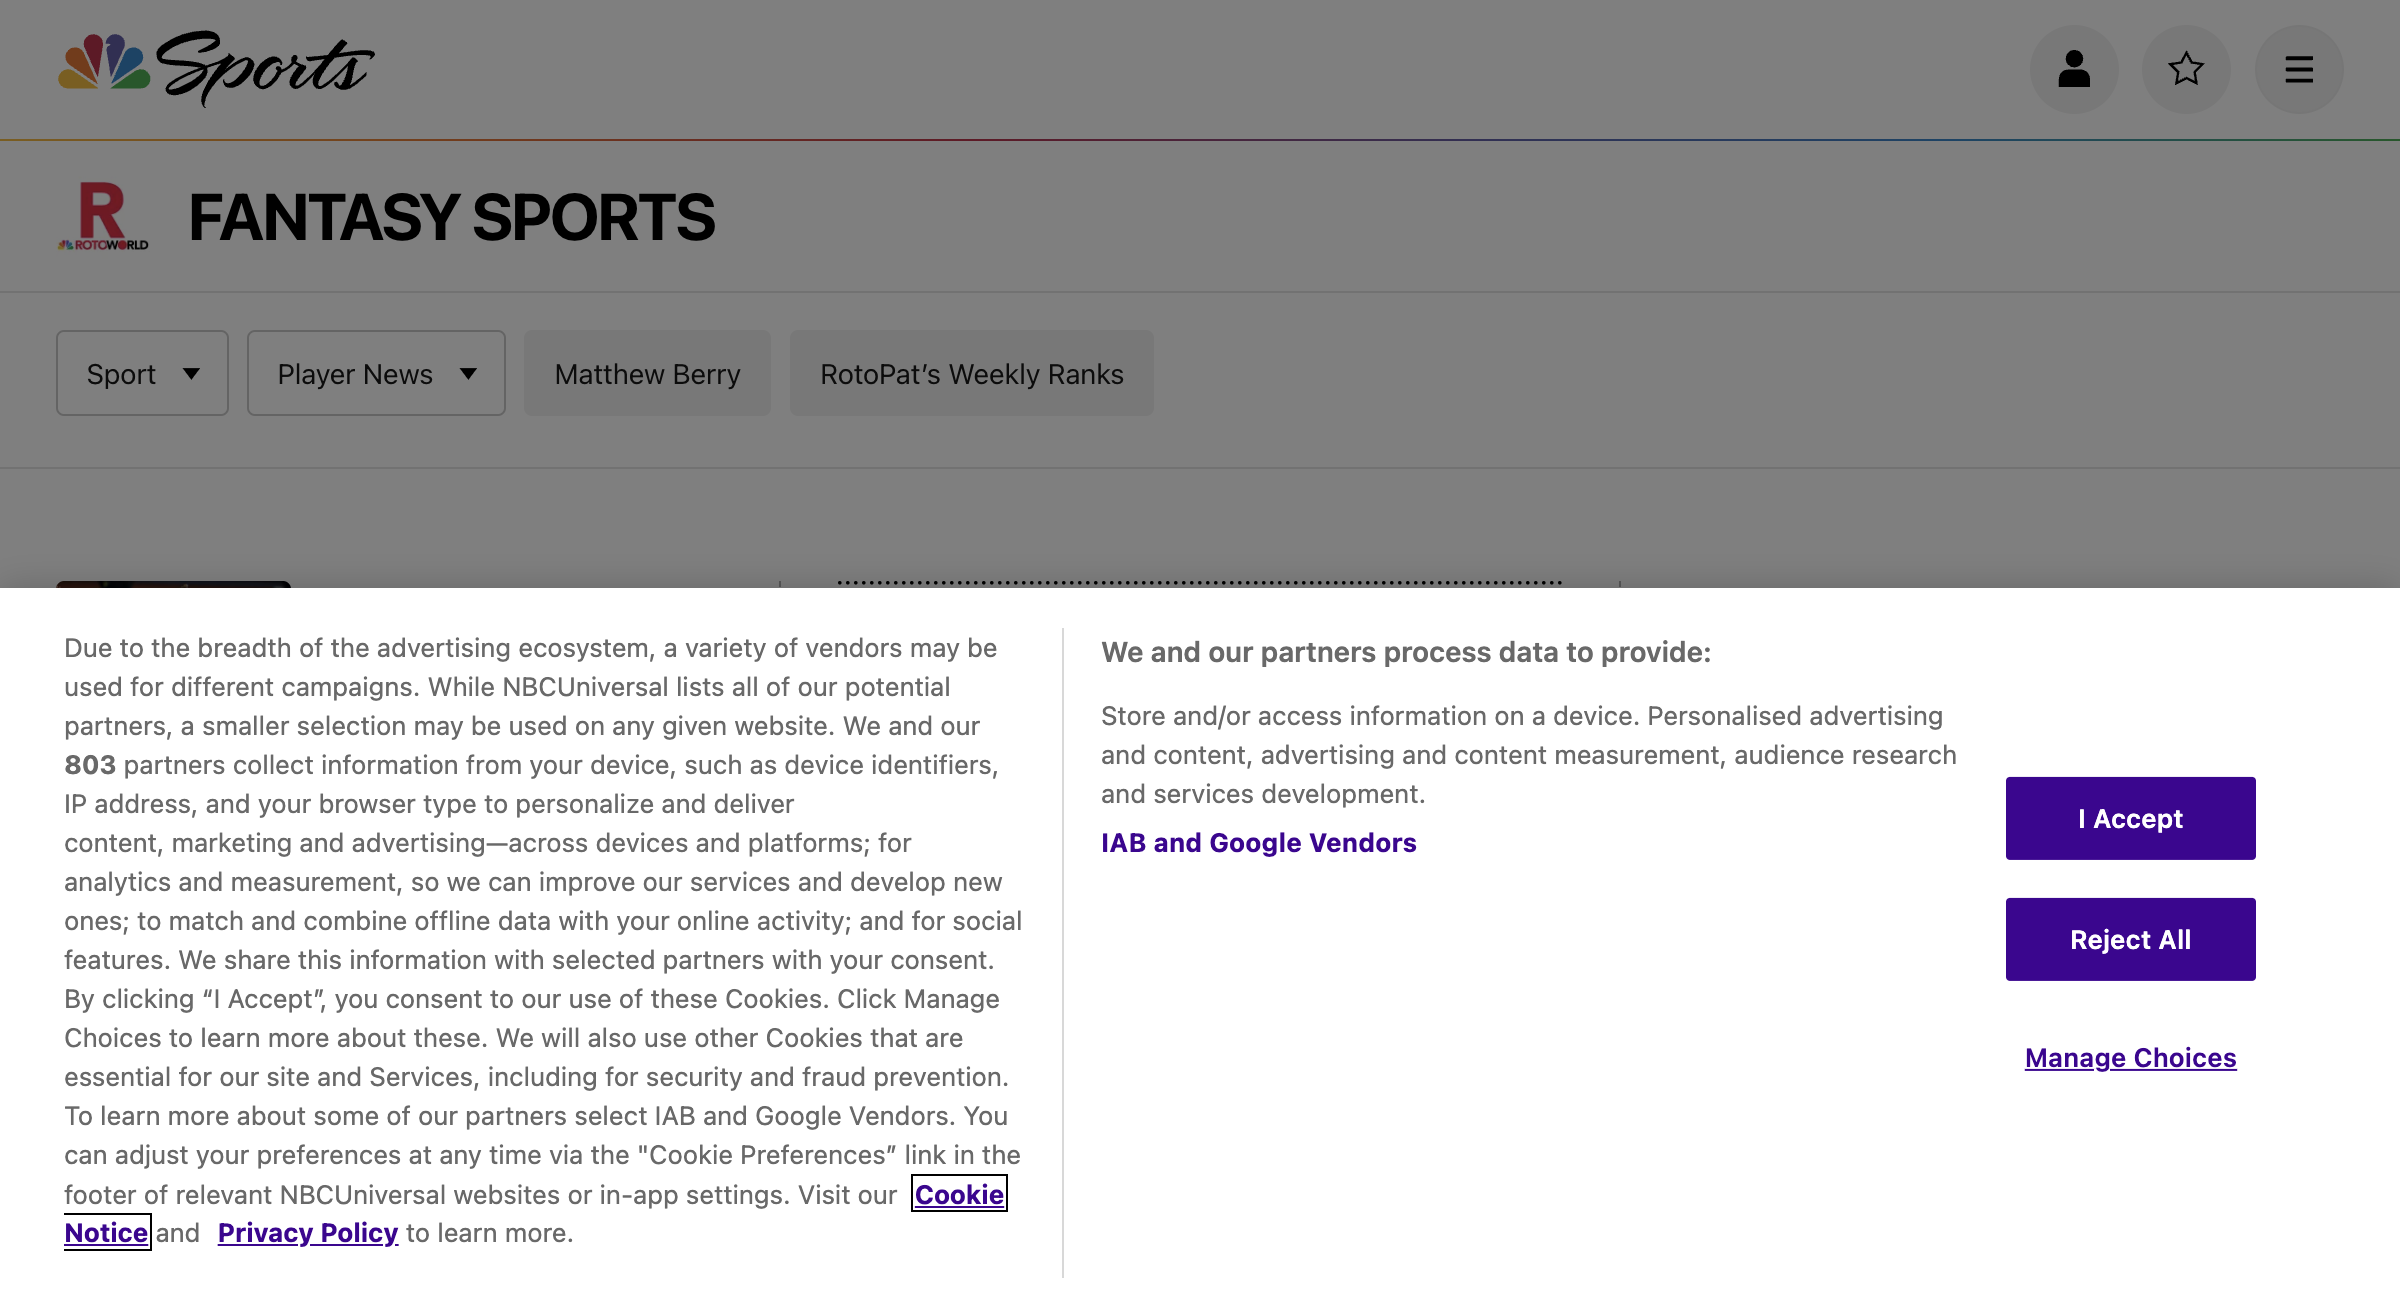 Sports
R
ROTOWORLD
FANTASY SPORTS
Sport
Player News
Matthew Berry
RotoPat’s Weekly Ranks
Due to the breadth of the advertising ecosystem, a variety of vendors may be
used for different campaigns. While NBCUniversal lists all of our potential
partners, a smaller selection may be used on any given website. We and our
803 partners collect information from your device, such as device identifiers,
IP address, and your browser type to personalize and deliver
content, marketing and advertising—across devices and platforms; for
analytics and measurement, so we can improve our services and develop new
ones; to match and combine offline data with your online activity; and for social
features. We share this information with selected partners with your consent.
By clicking “I Accept”, you consent to our use of these Cookies. Click Manage
Choices to learn more about these. We will also use other Cookies that are
essential for our site and Services, including for security and fraud prevention.
To learn more about some of our partners select IAB and Google Vendors. You
can adjust your preferences at any time via the "Cookie Preferences” link in the
footer of relevant NBCUniversal websites or in-app settings. Visit our Cookie
Notice and Privacy Policy to learn more.
We and our partners process data to provide:
Store and/or access information on a device. Personalised advertising
and content, advertising and content measurement, audience research
and services development.
IAB and Google Vendors
I Accept
Reject All
Manage Choices